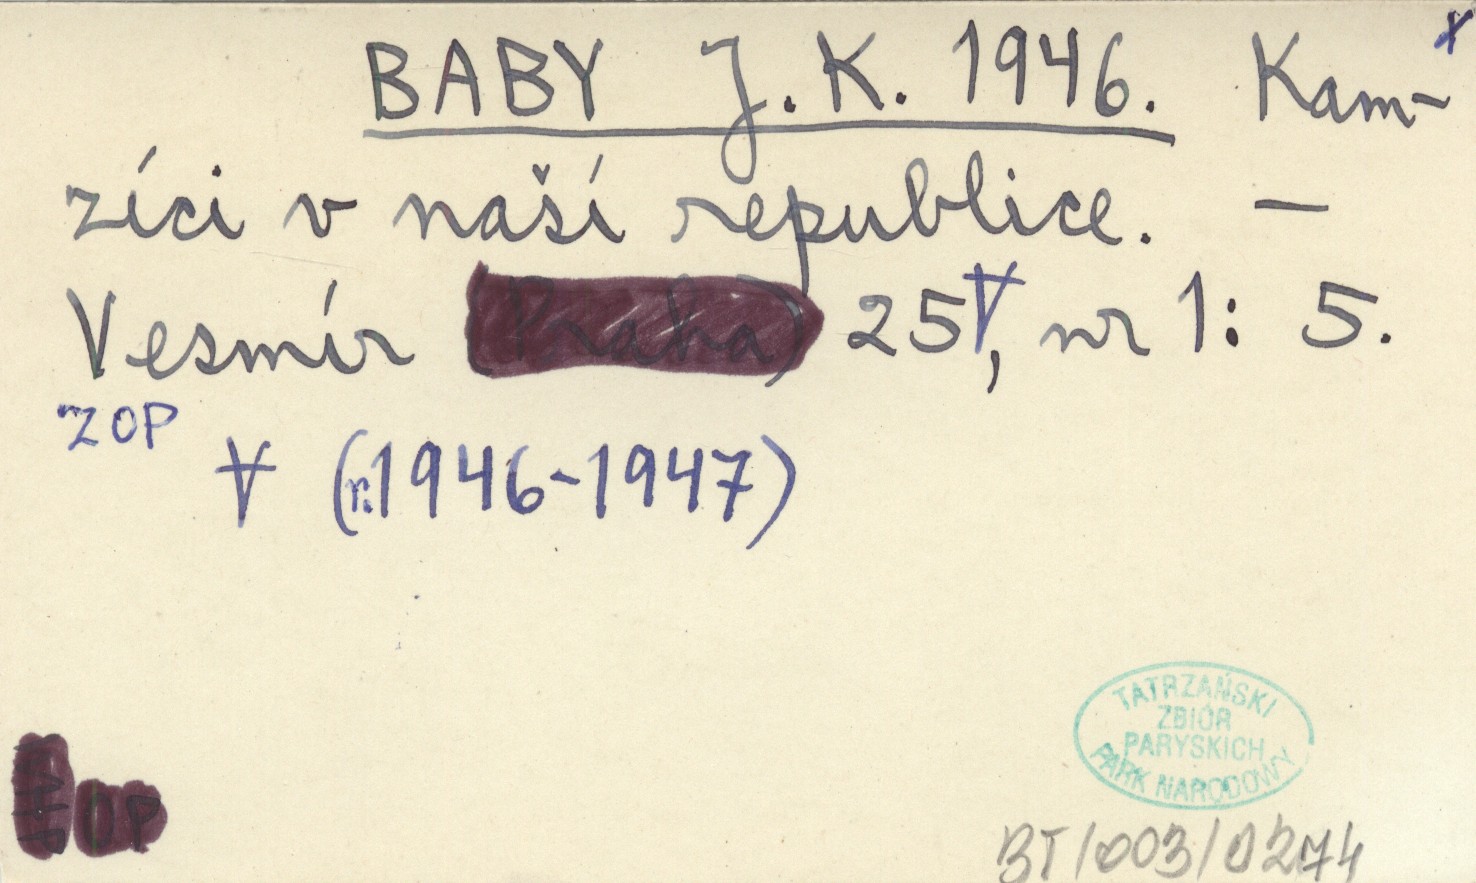 BABY J. K. 1946. Kam-
zíci v naší republice. —
Vesmír (Praha) 25V, nr 1: 5.
ZOP
V (r. 1946-1947)
OP
TATRZAŃSKI
ZBIÓR
PARYSKICH
PARK NARODOWY
BT/003/0274